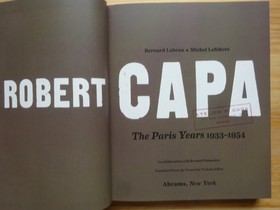 Bernard Lebrun • Michel Lefebvre
ROBERT CAPA
The Paris Years 1933-1954
Abrams, New York